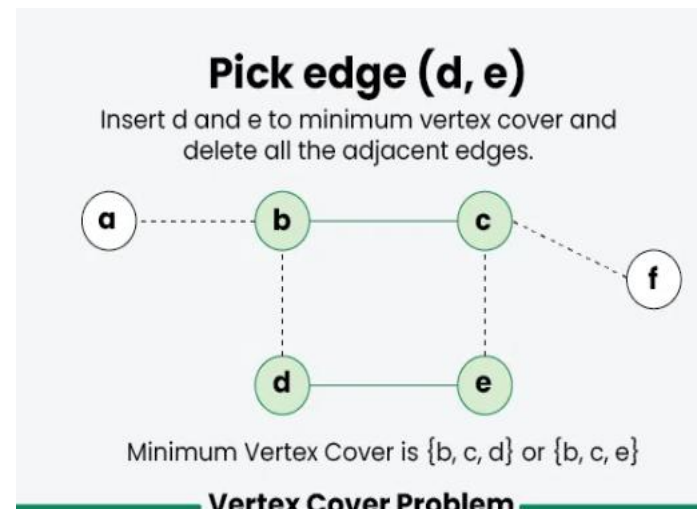 Pick edge (d, e)
Insert d and e to minimum vertex cover and
delete all the adjacent edges.
a
b
c
f
d
e
Minimum Vertex Cover is {b, c, d} or {b, c, e}
Vertex Cover Problem